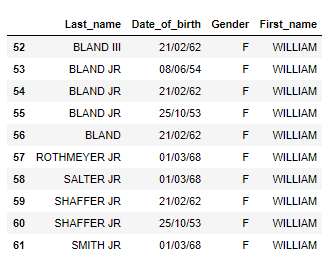 Last_name Date_of_birth Gender First_name
52 BLAND III 21/02/62 F WILLIAM
53 BLAND JR 08/06/54 F WILLIAM
54 BLAND JR 21/02/62 F WILLIAM
55 BLAND JR 25/10/53 F WILLIAM
56 BLAND 21/02/62 F WILLIAM
57 ROTHMEYER JR 01/03/68 F WILLIAM
58 SALTER JR 01/03/68 F WILLIAM
59 SHAFFER JR 21/02/62 F WILLIAM
60 SHAFFER JR 25/10/53 F WILLIAM
61 SMITH JR 01/03/68 F WILLIAM